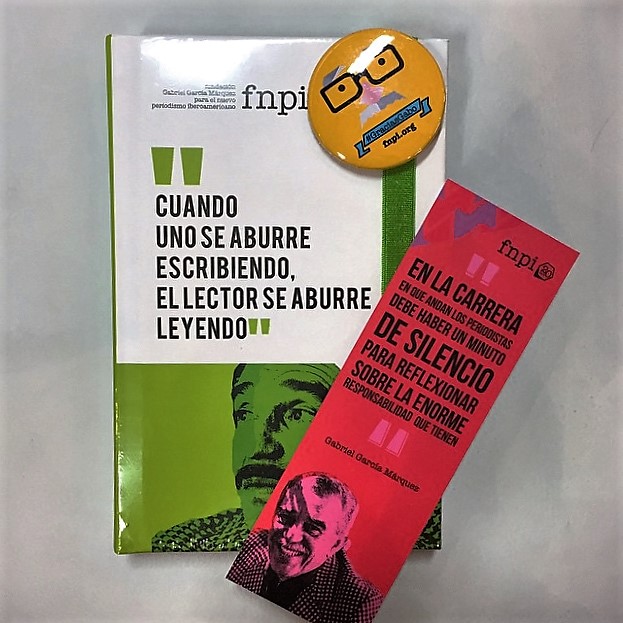 fundación
Gabriel García Márquez
para el nuevo
periodismo iberoamericano
fnpi
"
CUANDO
UNO SE ABURRE
ESCRIBIENDO,
EL LECTOR SE ABURRE
LEYENDO"
#GraciasGabo
fnpi.org
fnpi 20
"
EN LA CARRERA
EN QUE ANDAN LOS PERIODISTAS
DEBE HABER UN MINUTO
DE SILENCIO
PARA REFLEXIONAR
SOBRE LA ENORME
RESPONSABILIDAD QUE TIENEN
"
Gabriel García Márquez